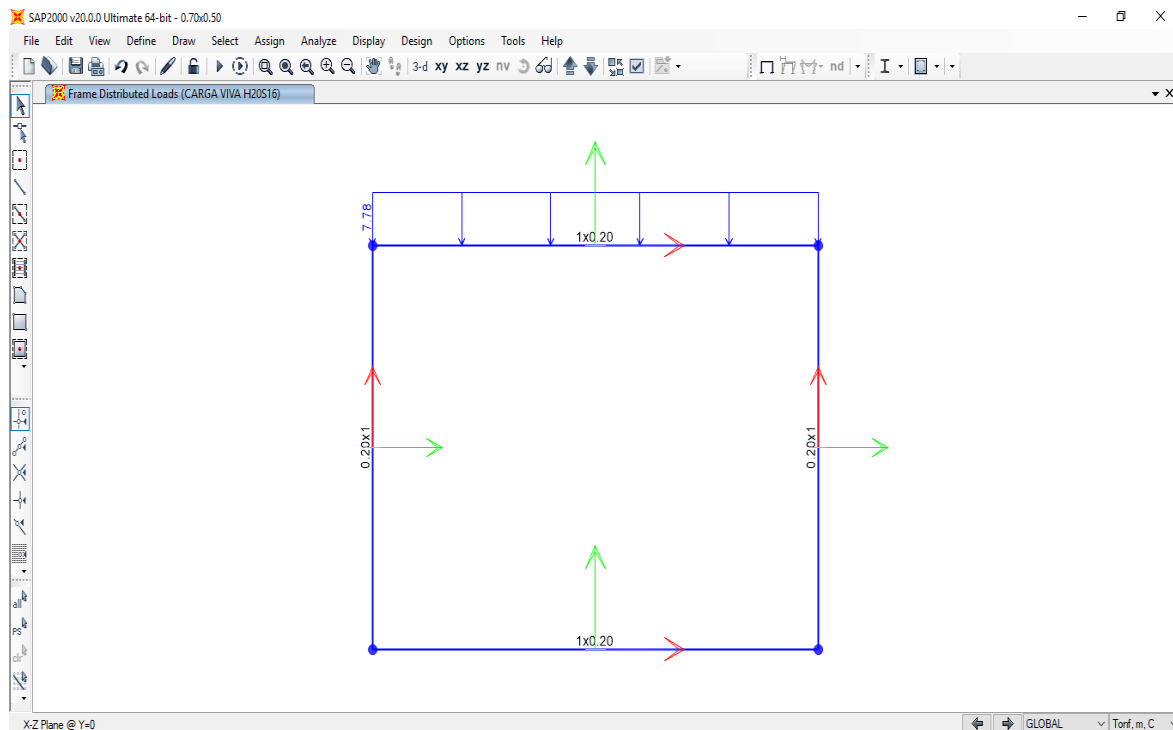 SAP2000 v20.0.0 Ultimate 64-bit - 0.70x0.50
File Edit View Define Draw Select Assign Analyze Display Design Options Tools Help
3-d xy xz yz nv nd
Frame Distributed Loads (CARGA VIVA H20S16)
7.78
1x0.20
0.20x1
0.20x1
1x0.20
all
PS
clr
X-Z Plane @ Y=0
GLOBAL
Tonf, m, C